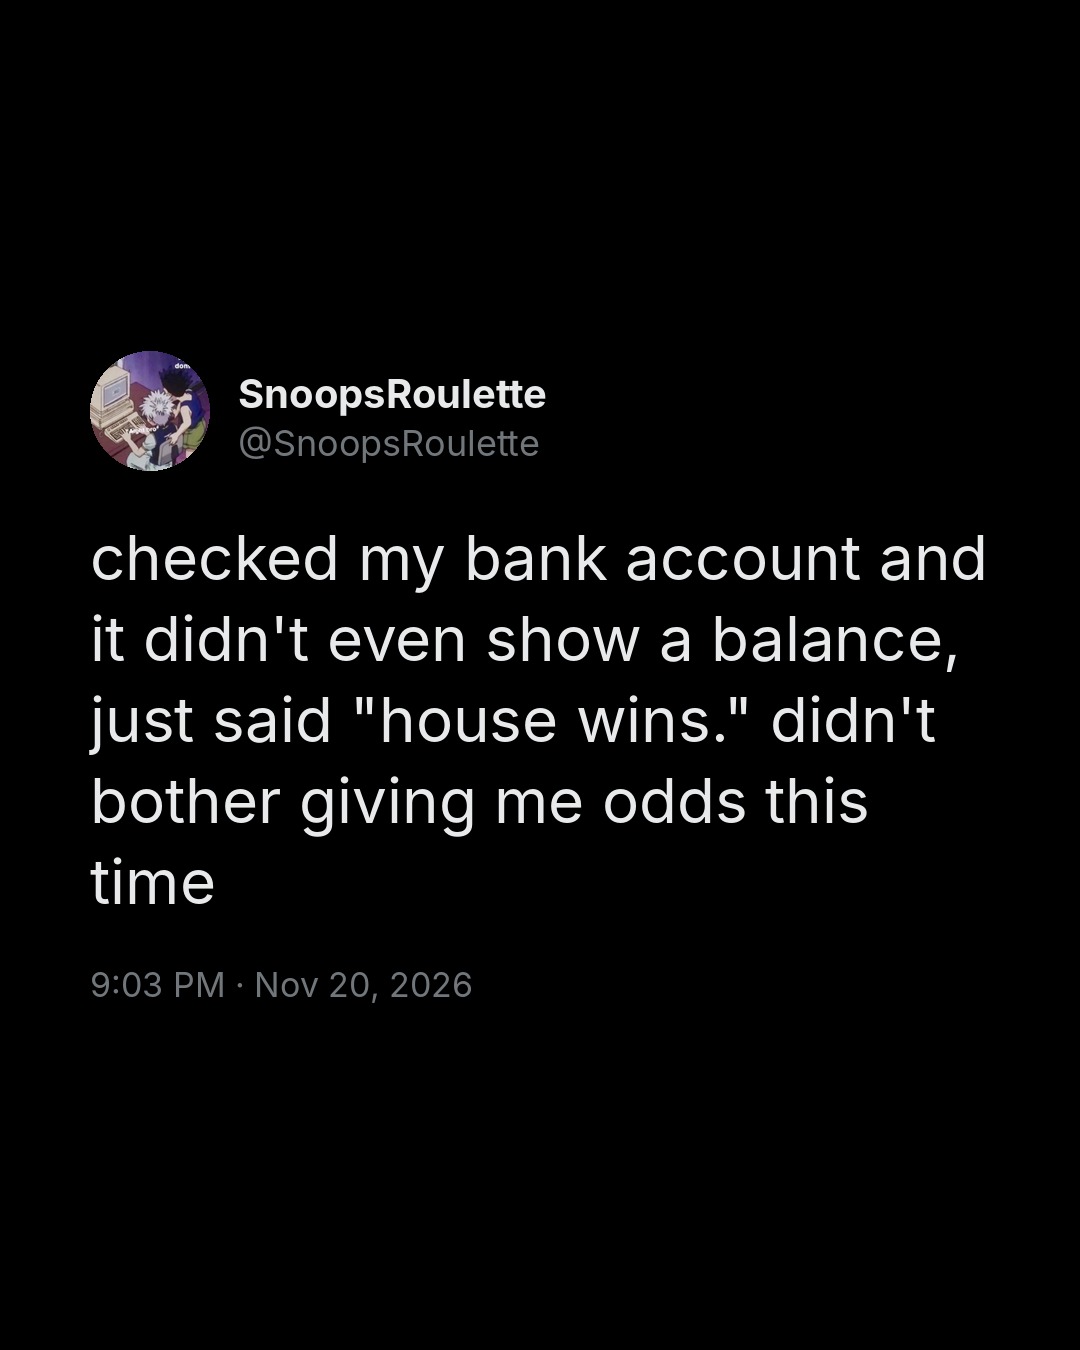 SnoopsRoulette
@SnoopsRoulette
checked my bank account and
it didn't even show a balance,
just said "house wins." didn't
bother giving me odds this
time
9:03 PM · Nov 20, 2026